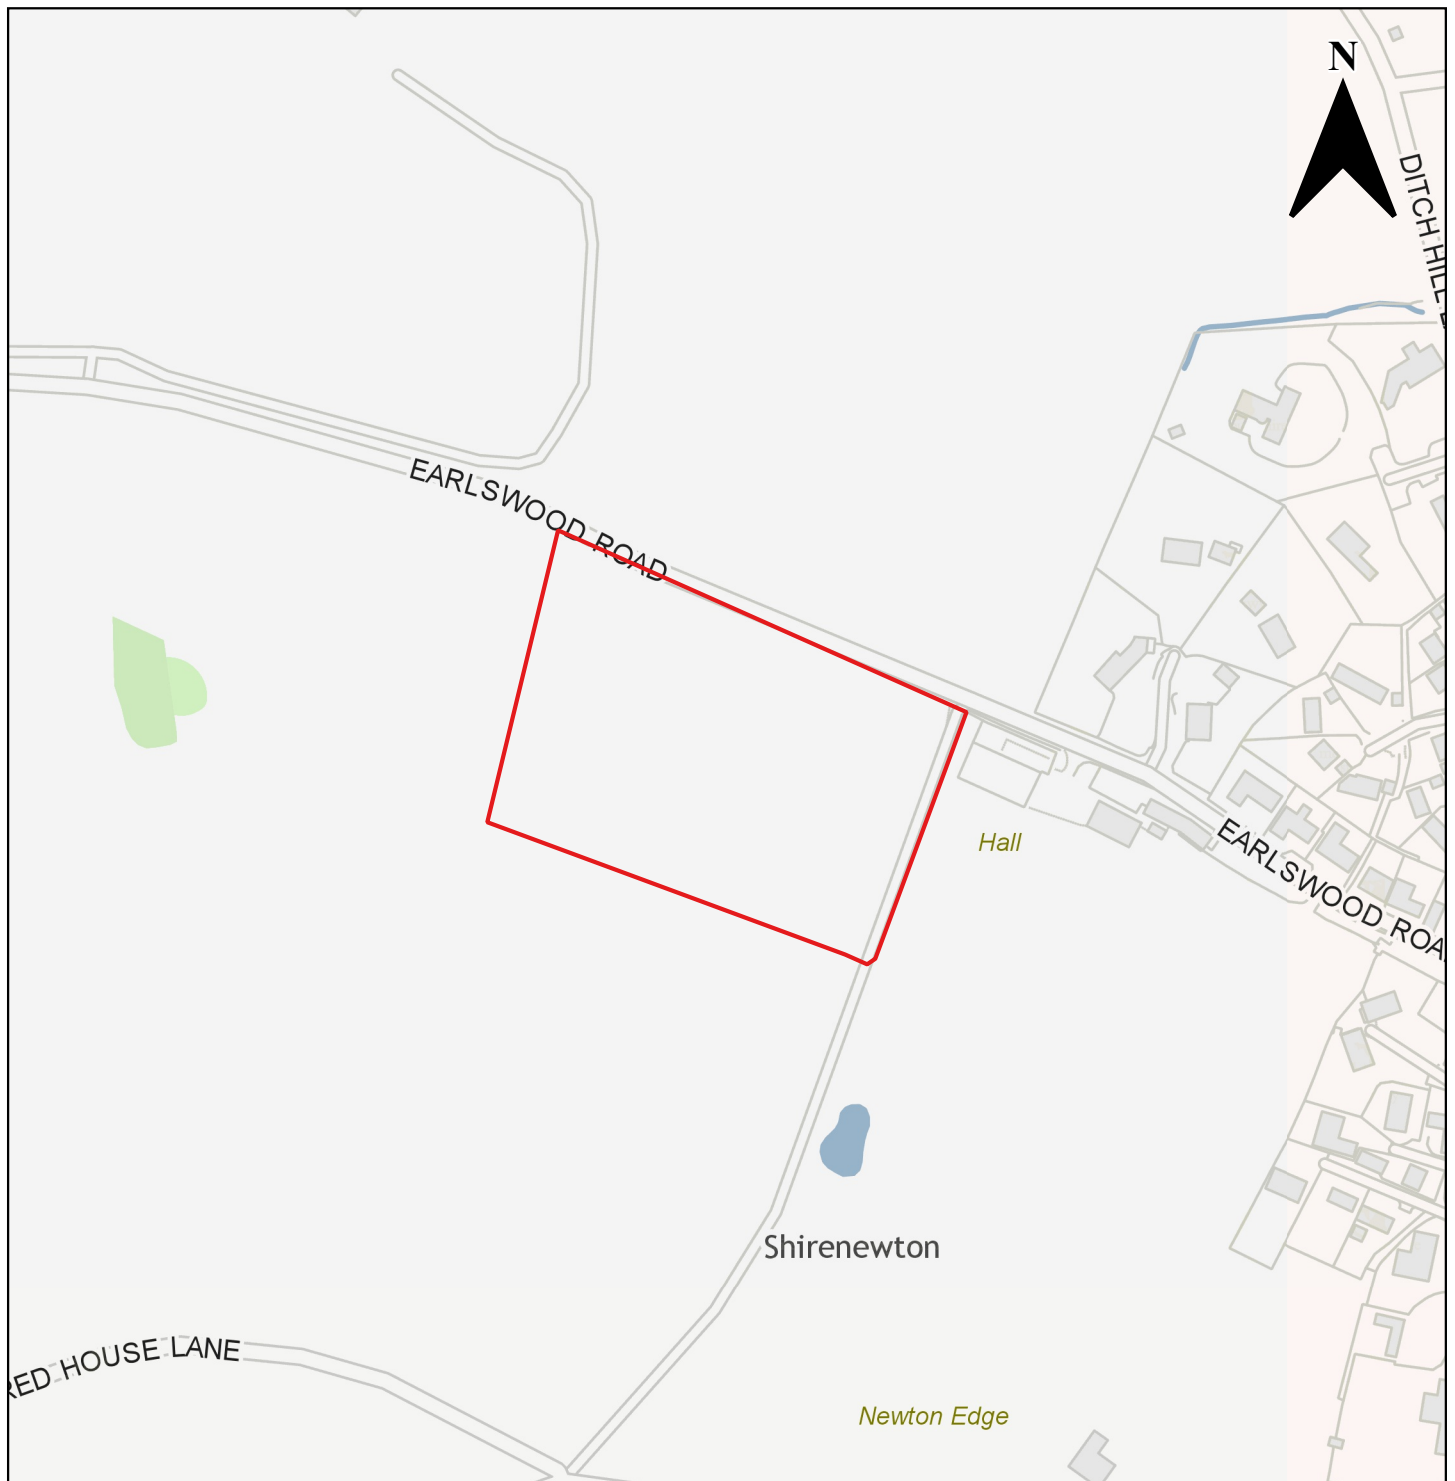 N
DITCH HILL L
EARLSWOOD ROAD
Hall
EARLSWOOD ROA
Shirenewton
RED HOUSE LANE
Newton Edge